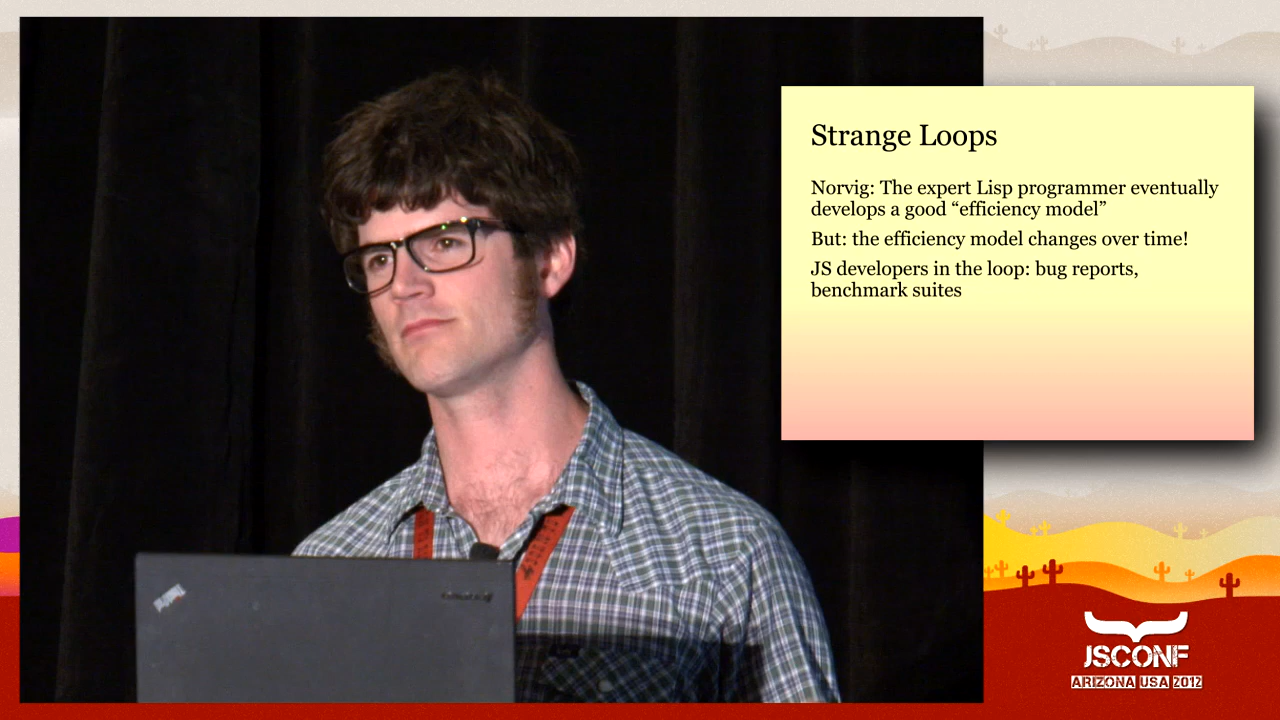 Strange Loops
Norvig: The expert Lisp programmer eventually
develops a good “efficiency model”
But: the efficiency model changes over time!
JS developers in the loop: bug reports,
benchmark suites
JSCONF
ARIZONA USA 2012